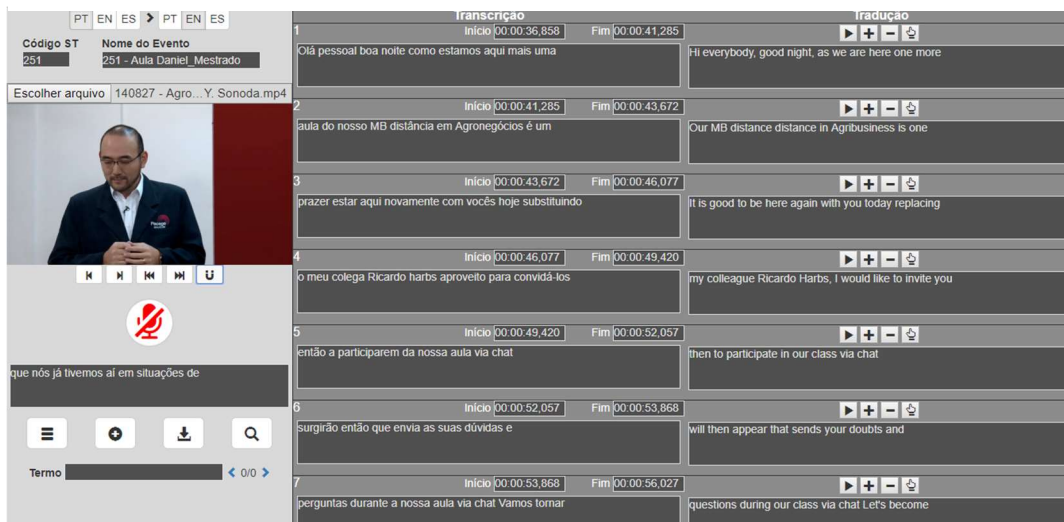 PT EN ES > PT EN ES
Código ST Nome do Evento
251 251 - Aula Daniel_Mestrado
Escolher arquivo 140827 - Agro…Y. Sonoda.mp4
que nós já tivemos aí em situações de
Termo 0/0
Transcrição Tradução
1 Início 00:00:36,858 Fim 00:00:41,285
Olá pessoal boa noite como estamos aqui mais uma
Hi everybody, good night, as we are here one more
2 Início 00:00:41,285 Fim 00:00:43,672
aula do nosso MB distância em Agronegócios é um
Our MB distance distance in Agribusiness is one
3 Início 00:00:43,672 Fim 00:00:46,077
prazer estar aqui novamente com vocês hoje substituindo
It is good to be here again with you today replacing
4 Início 00:00:46,077 Fim 00:00:49,420
o meu colega Ricardo harbs aproveito para convidá-los
my colleague Ricardo Harbs, I would like to invite you
5 Início 00:00:49,420 Fim 00:00:52,057
então a participarem da nossa aula via chat
then to participate in our class via chat
6 Início 00:00:52,057 Fim 00:00:53,868
surgirão então que envia as suas dúvidas e
will then appear that sends your doubts and
7 Início 00:00:53,868 Fim 00:00:56,027
perguntas durante a nossa aula via chat Vamos tornar
questions during our class via chat Let's become